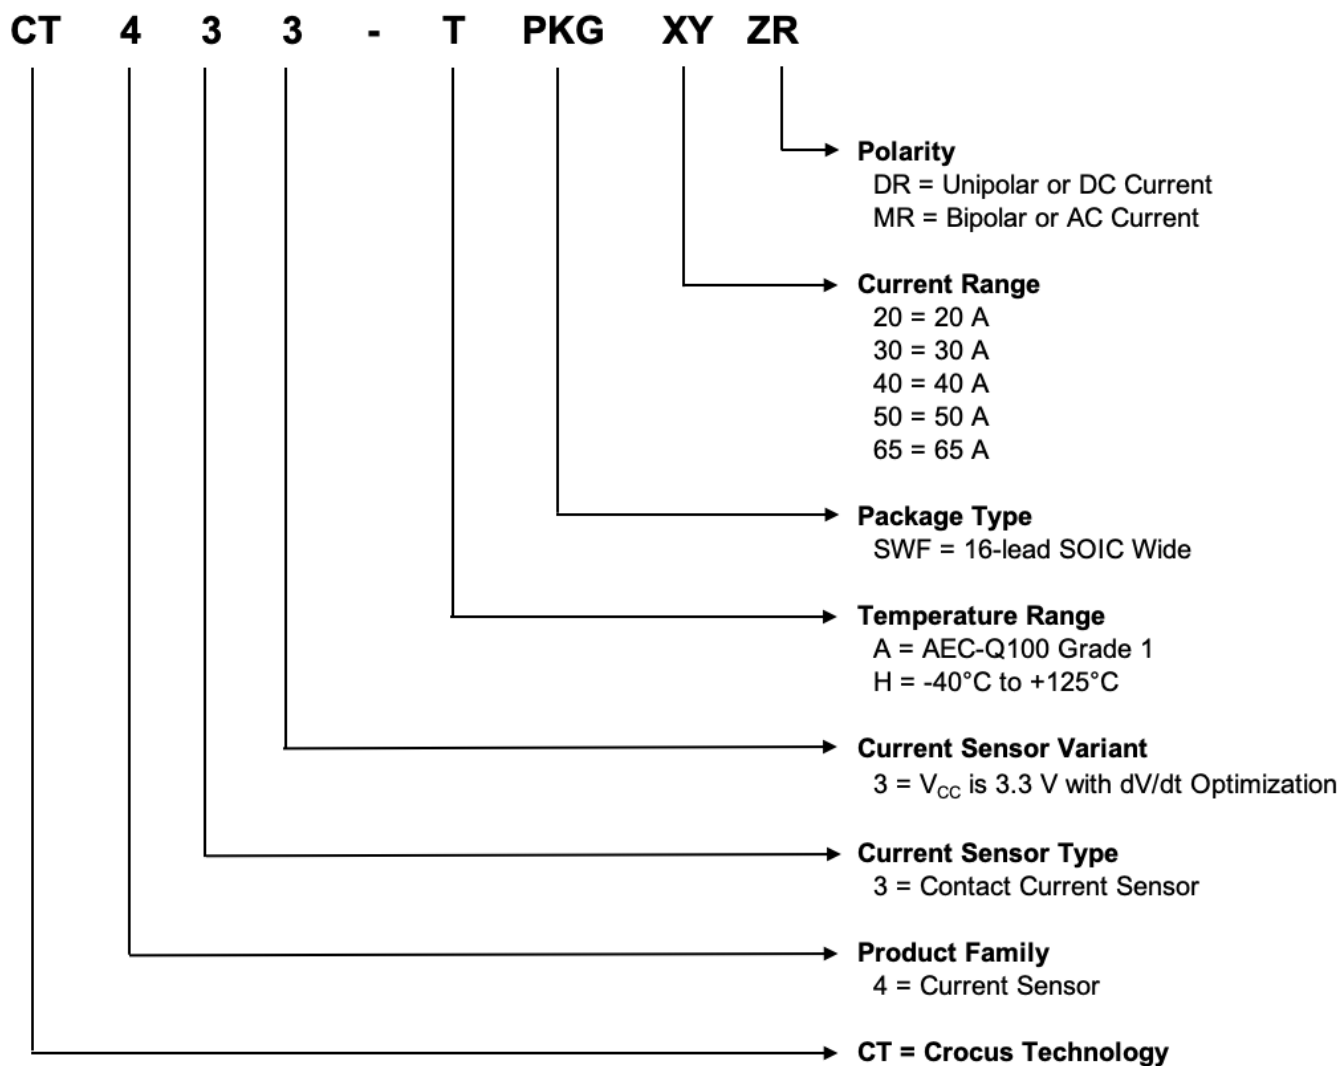 CT 4 3 3 - T PKG XY ZR
Polarity
DR = Unipolar or DC Current
MR = Bipolar or AC Current
Current Range
20 = 20 A
30 = 30 A
40 = 40 A
50 = 50 A
65 = 65 A
Package Type
SWF = 16-lead SOIC Wide
Temperature Range
A = AEC-Q100 Grade 1
H = -40°C to +125°C
Current Sensor Variant
3 = VCC is 3.3 V with dV/dt Optimization
Current Sensor Type
3 = Contact Current Sensor
Product Family
4 = Current Sensor
CT = Crocus Technology